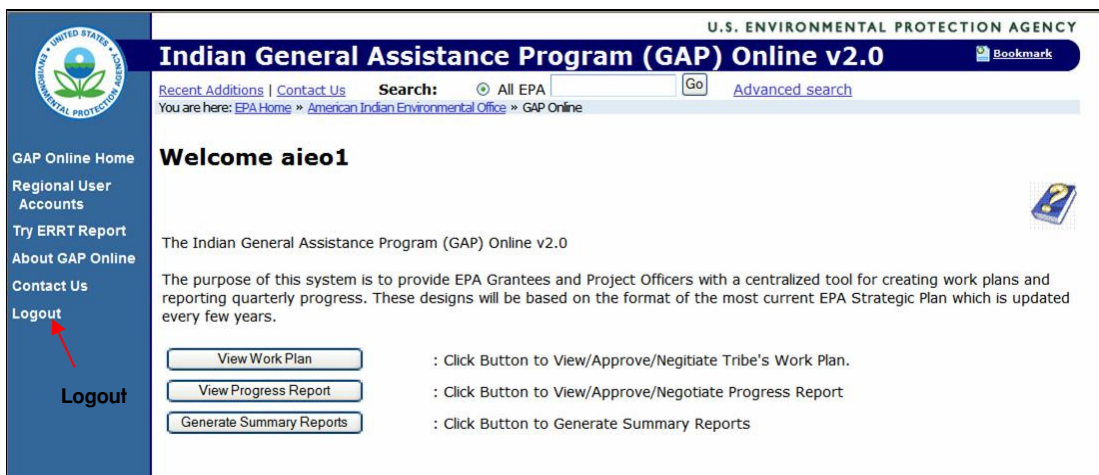 U.S. ENVIRONMENTAL PROTECTION AGENCY
Indian General Assistance Program (GAP) Online v2.0
Bookmark
Recent Additions | Contact Us Search: All EPA Go Advanced search
You are here: EPA Home » American Indian Environmental Office » GAP Online
UNITED STATES
ENVIRONMENTAL PROTECTION AGENCY
GAP Online Home
Regional User
Accounts
Try ERRT Report
About GAP Online
Contact Us
Logout
Logout
Welcome aieo1
The Indian General Assistance Program (GAP) Online v2.0
The purpose of this system is to provide EPA Grantees and Project Officers with a centralized tool for creating work plans and
reporting quarterly progress. These designs will be based on the format of the most current EPA Strategic Plan which is updated
every few years.
View Work Plan : Click Button to View/Approve/Negitiate Tribe's Work Plan.
View Progress Report : Click Button to View/Approve/Negotiate Progress Report
Generate Summary Reports : Click Button to Generate Summary Reports